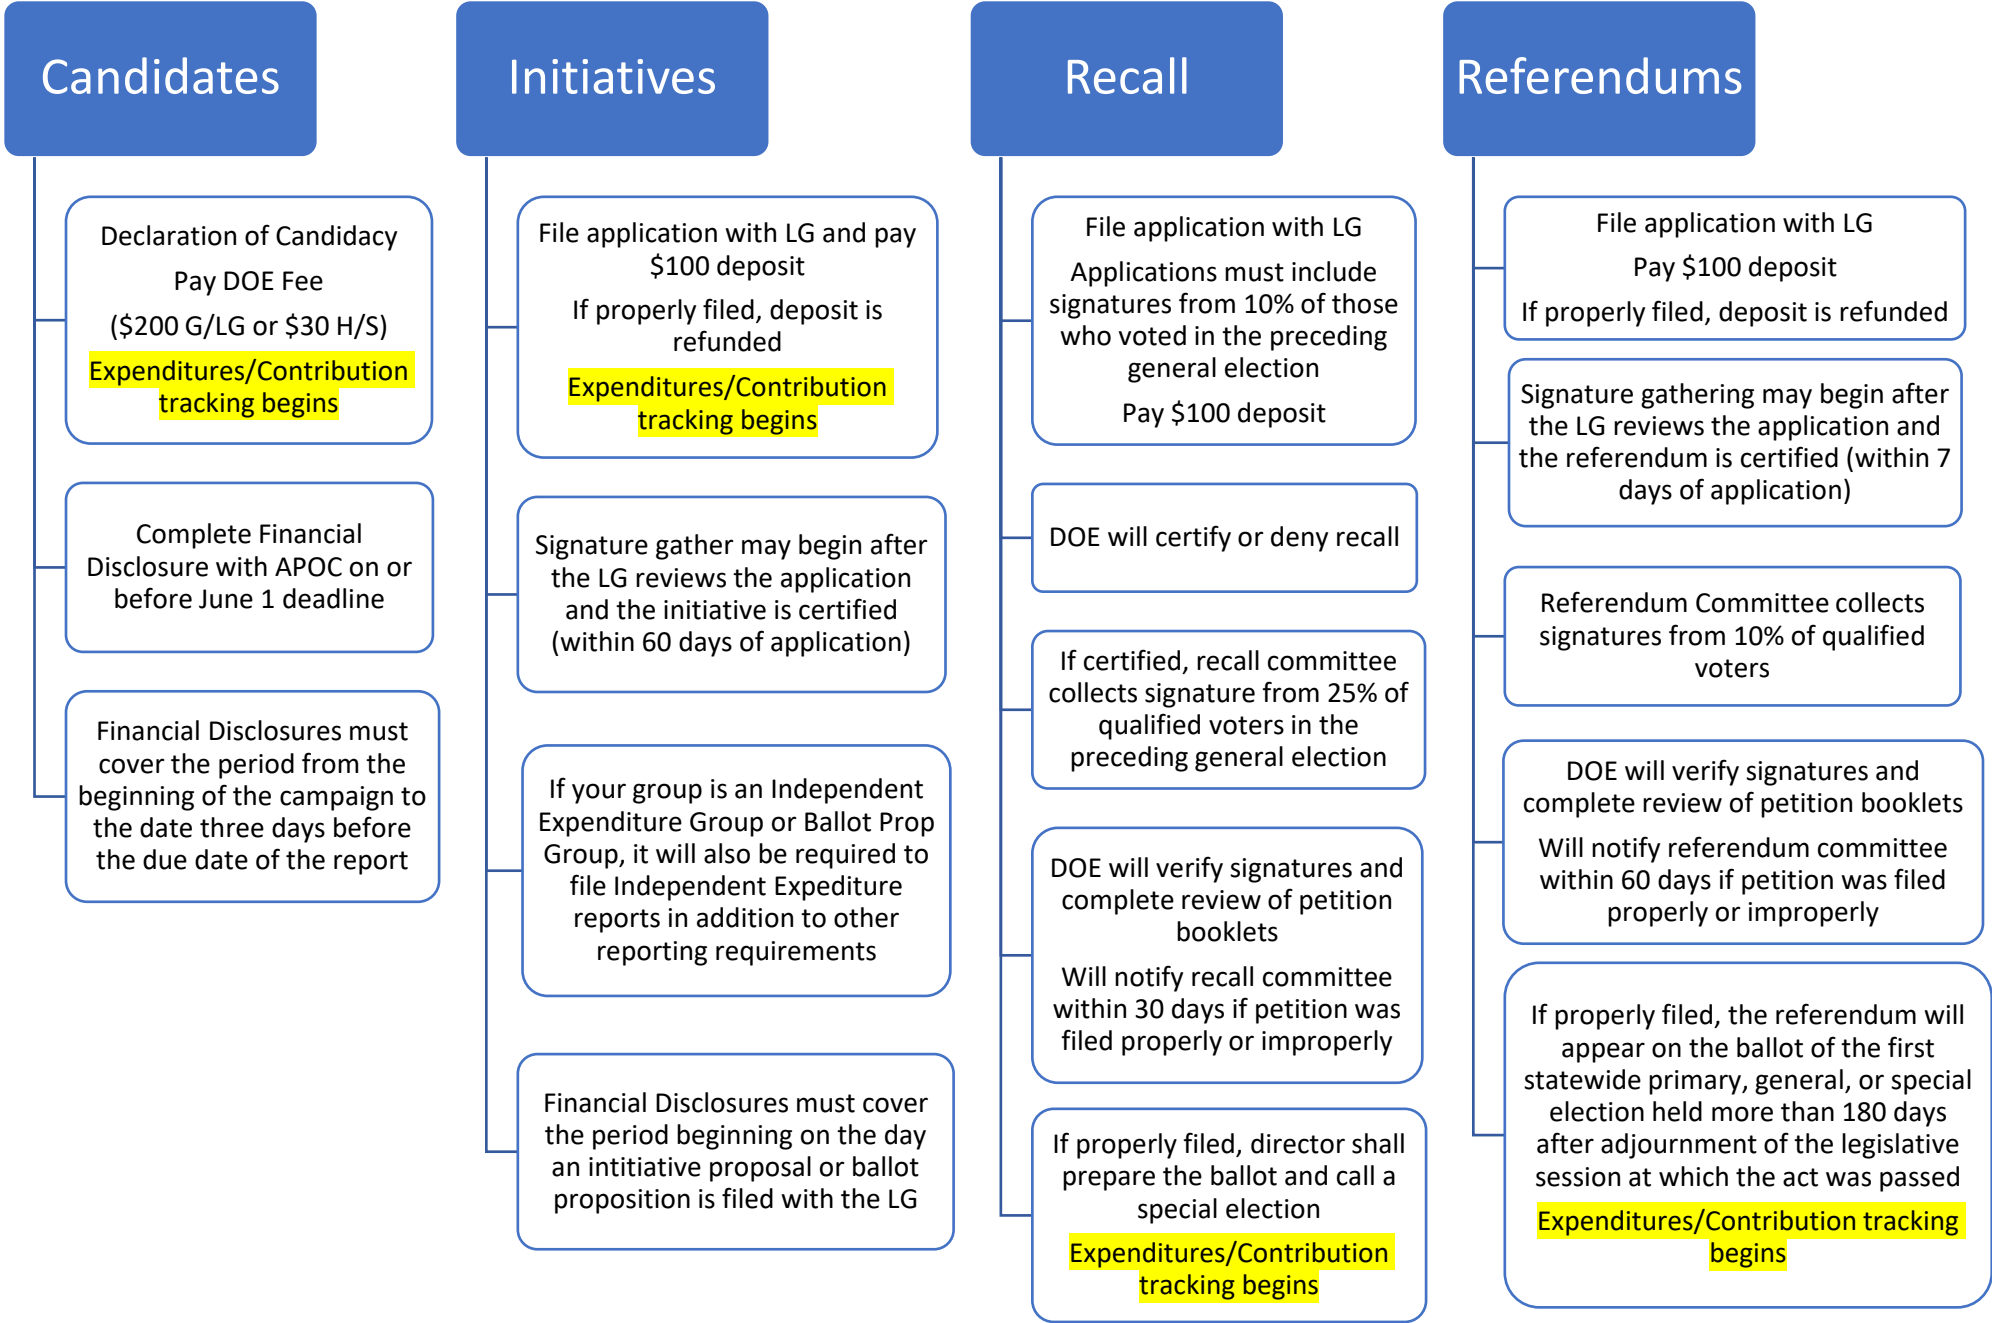 Candidates
Declaration of Candidacy
Pay DOE Fee
($200 G/LG or $30 H/S)
Expenditures/Contribution
tracking begins
Complete Financial
Disclosure with APOC on or
before June 1 deadline
Financial Disclosures must
cover the period from the
beginning of the campaign to
the date three days before
the due date of the report
Initiatives
File application with LG and pay
$100 deposit
If properly filed, deposit is
refunded
Expenditures/Contribution
tracking begins
Signature gather may begin after
the LG reviews the application
and the initiative is certified
(within 60 days of application)
If your group is an Independent
Expenditure Group or Ballot Prop
Group, it will also be required to
file Independent Expediture
reports in addition to other
reporting requirements
Financial Disclosures must cover
the period beginning on the day
an intitiative proposal or ballot
proposition is filed with the LG
Recall
File application with LG
Applications must include
signatures from 10% of those
who voted in the preceding
general election
Pay $100 deposit
DOE will certify or deny recall
If certified, recall committee
collects signature from 25% of
qualified voters in the
preceding general election
DOE will verify signatures and
complete review of petition
booklets
Will notify recall committee
within 30 days if petition was
filed properly or improperly
If properly filed, director shall
prepare the ballot and call a
special election
Expenditures/Contribution
tracking begins
Referendums
File application with LG
Pay $100 deposit
If properly filed, deposit is refunded
Signature gathering may begin after
the LG reviews the application and
the referendum is certified (within 7
days of application)
Referendum Committee collects
signatures from 10% of qualified
voters
DOE will verify signatures and
complete review of petition booklets
Will notify referendum committee
within 60 days if petition was filed
properly or improperly
If properly filed, the referendum will
appear on the ballot of the first
statewide primary, general, or special
election held more than 180 days
after adjournment of the legislative
session at which the act was passed
Expenditures/Contribution tracking
begins